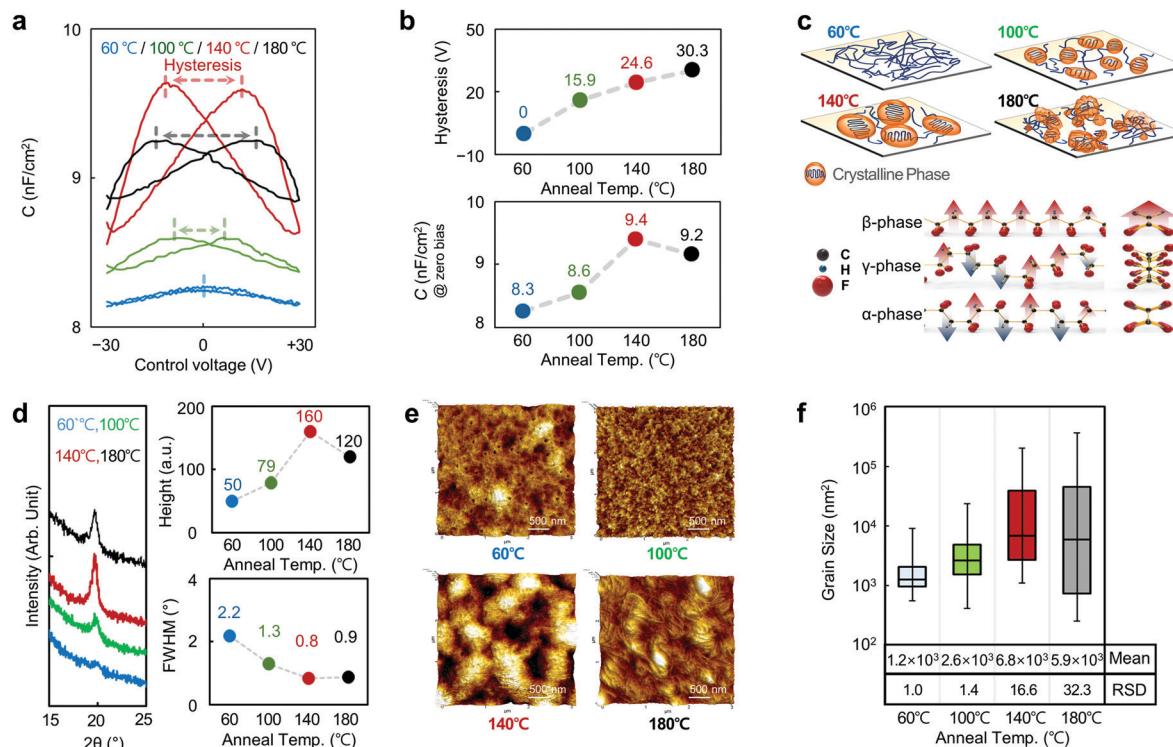 a
10
9
8
C (nF/cm²)
60 ℃ / 100 ℃ / 140 ℃ / 180 ℃
Hysteresis
−30
0
+30
Control voltage (V)
b
Hysteresis (V)
50
20
−10
0
15.9
24.6
30.3
60
100
140
180
Anneal Temp. (℃)
C (nF/cm²)
@ zero bias
10
9
8
8.3
8.6
9.4
9.2
60
100
140
180
Anneal Temp. (℃)
c
60℃
100℃
140℃
180℃
Crystalline Phase
β-phase
C
H
F
γ-phase
α-phase
d
60`℃,100℃
140℃,180℃
Intensity (Arb. Unit)
15
20
25
2θ (°)
Height (a.u.)
200
100
0
50
79
160
120
60
100
140
180
Anneal Temp. (℃)
FWHM (°)
4
2
0
2.2
1.3
0.8
0.9
60
100
140
180
Anneal Temp. (℃)
e
500 nm
60℃
500 nm
100℃
500 nm
140℃
500 nm
180℃
f
Grain Size (nm²)
10⁶
10⁵
10⁴
10³
10²
1.2×10³ 2.6×10³ 6.8×10³ 5.9×10³ Mean
1.0 1.4 16.6 32.3 RSD
60℃ 100℃ 140℃ 180℃
Anneal Temp. (℃)